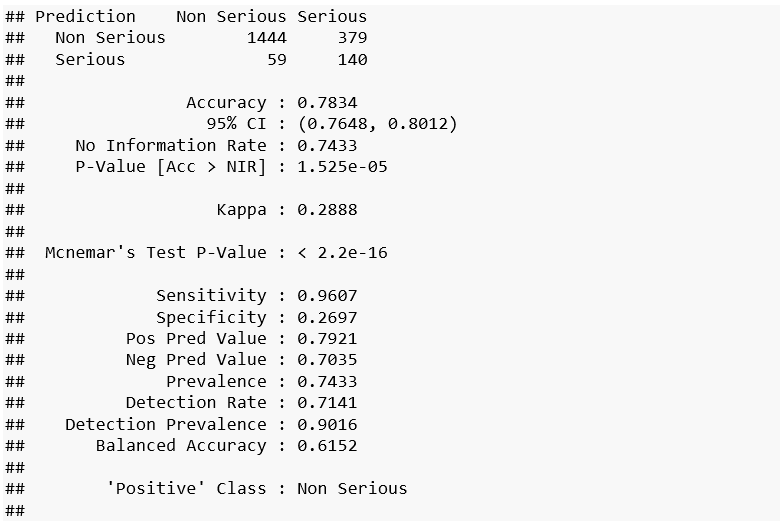 ## Prediction    Non Serious Serious
##   Non Serious        1444     379
##   Serious              59     140
##
##                Accuracy : 0.7834
##                  95% CI : (0.7648, 0.8012)
##     No Information Rate : 0.7433
##     P-Value [Acc > NIR] : 1.525e-05
##
##                   Kappa : 0.2888
##
##  Mcnemar's Test P-Value : < 2.2e-16
##
##             Sensitivity : 0.9607
##             Specificity : 0.2697
##          Pos Pred Value : 0.7921
##          Neg Pred Value : 0.7035
##              Prevalence : 0.7433
##          Detection Rate : 0.7141
##    Detection Prevalence : 0.9016
##       Balanced Accuracy : 0.6152
##
##        'Positive' Class : Non Serious
##